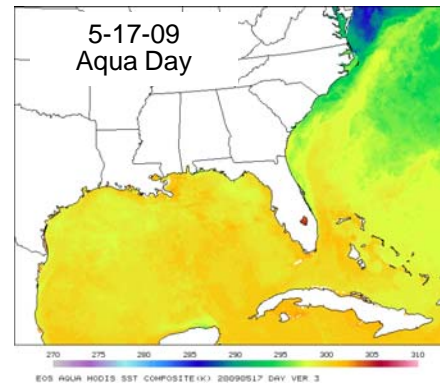 5-17-09
Aqua Day
270 275 280 285 290 295 300 305 310
EOS AQUA MODIS SST COMPOSITE(K) 20090517 DAY VER 3